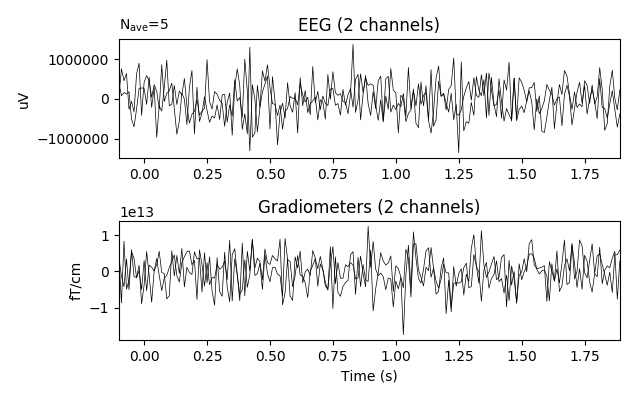 N_ave=5
EEG (2 channels)
1000000
0
−1000000
uV
0.00 0.25 0.50 0.75 1.00 1.25 1.50 1.75
1e13
Gradiometers (2 channels)
1
0
−1
fT/cm
0.00 0.25 0.50 0.75 1.00 1.25 1.50 1.75
Time (s)